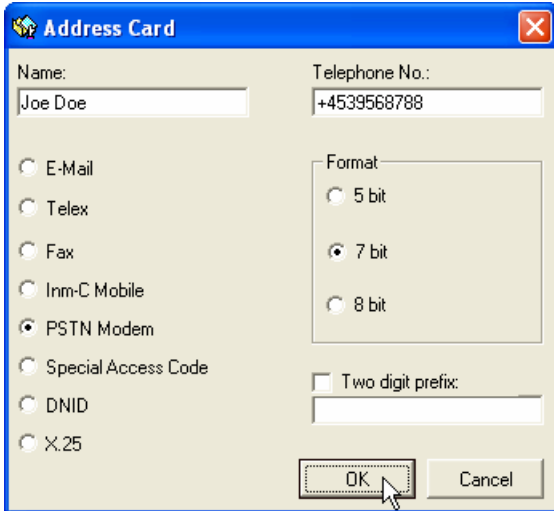 Address Card
Name:
Telephone No.:
Joe Doe
+4539568788
E-Mail
Telex
Fax
Inm-C Mobile
PSTN Modem
Special Access Code
DNID
X.25
Format
5 bit
7 bit
8 bit
Two digit prefix:
OK
Cancel